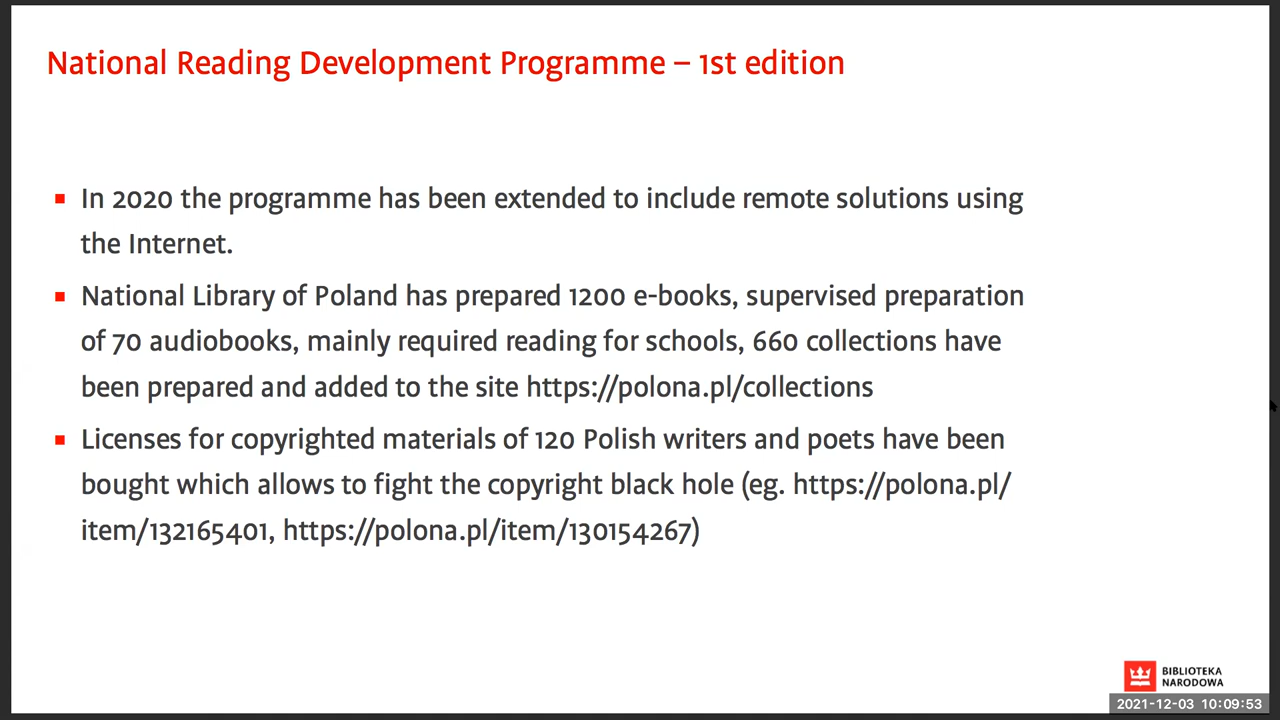 National Reading Development Programme – 1st edition
In 2020 the programme has been extended to include remote solutions using
the Internet.
National Library of Poland has prepared 1200 e-books, supervised preparation
of 70 audiobooks, mainly required reading for schools, 660 collections have
been prepared and added to the site https://polona.pl/collections
Licenses for copyrighted materials of 120 Polish writers and poets have been
bought which allows to fight the copyright black hole (eg. https://polona.pl/
item/132165401, https://polona.pl/item/130154267)
BIBLIOTEKA
NARODOWA
2021-12-03 10:09:53